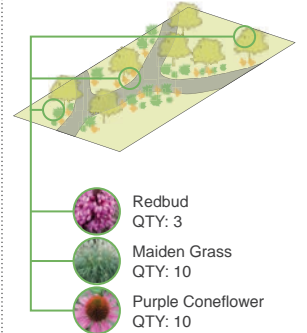 Redbud
QTY: 3
Maiden Grass
QTY: 10
Purple Coneflower
QTY: 10